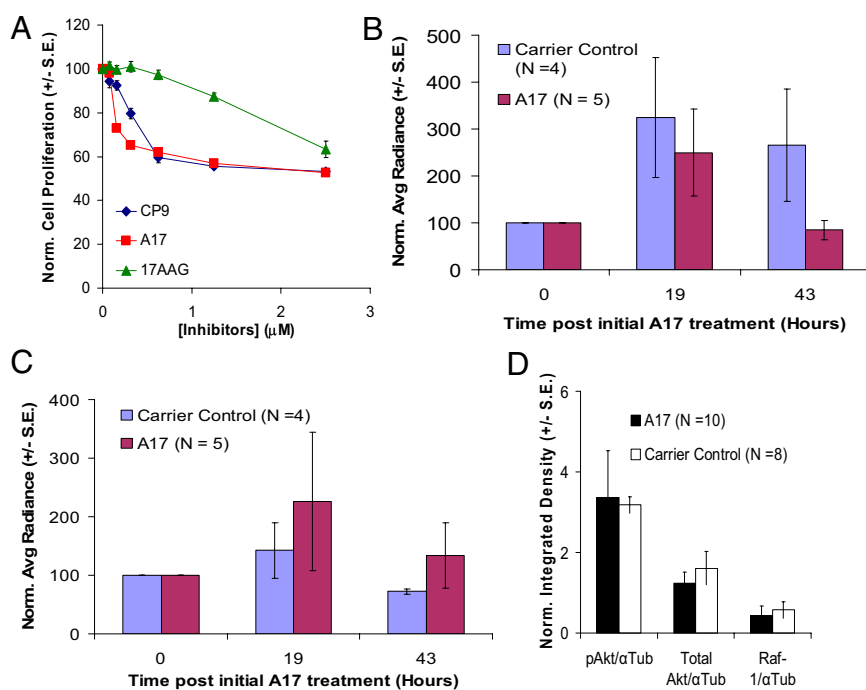 A
Norm. Cell Proliferation (+/- S.E.)
120
100
80
60
40
20
0
CP9
A17
17AAG
0
1
2
3
[Inhibitors] (μM)
B
Norm. Avg Radiance (+/- S.E.)
500
400
300
200
100
0
Carrier Control
(N =4)
A17 (N = 5)
0
19
43
Time post initial A17 treatment (Hours)
C
Norm. Avg Radiance (+/- S.E.)
400
300
200
100
0
Carrier Control (N =4)
A17 (N = 5)
0
19
43
Time post initial A17 treatment (Hours)
D
Norm. Integrated Density (+/- S.E.)
6
4
2
0
A17 (N =10)
Carrier Control (N =8)
pAkt/αTub
Total
Akt/αTub
Raf-
1/αTub